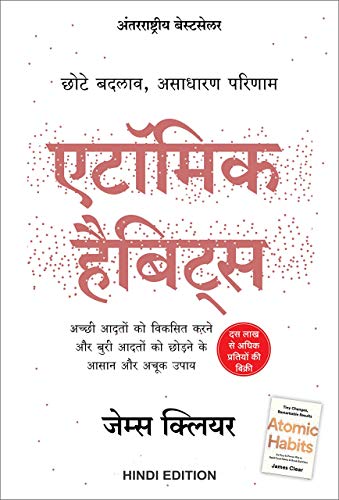 अंतरराष्ट्रीय बेस्टसेलर
छोटे बदलाव, असाधारण परिणाम
एटॉमिक
हैबिट्स
अच्छी आदतों को विकसित करने
और बुरी आदतों को छोड़ने के
आसान और अचूक उपाय
दस लाख
से अधिक
प्रतियों की
बिक्री
जेम्स क्लियर
Tiny Changes,
Remarkable Results
Atomic
Habits
James Clear
HINDI EDITION